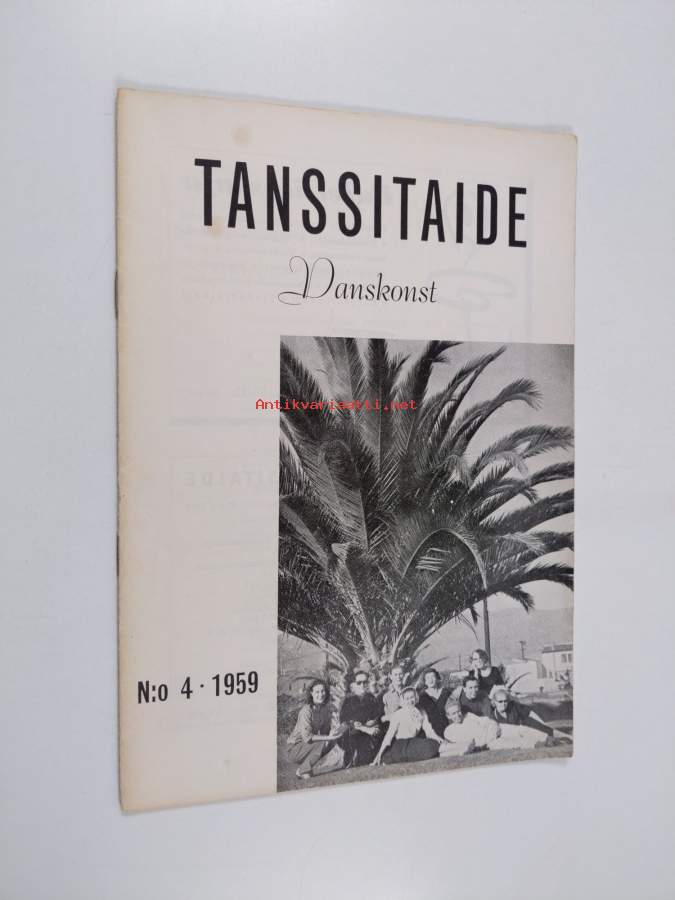 TANSSITAIDE
Danskonst
Antikvariaatti.net
N:o 4 · 1959